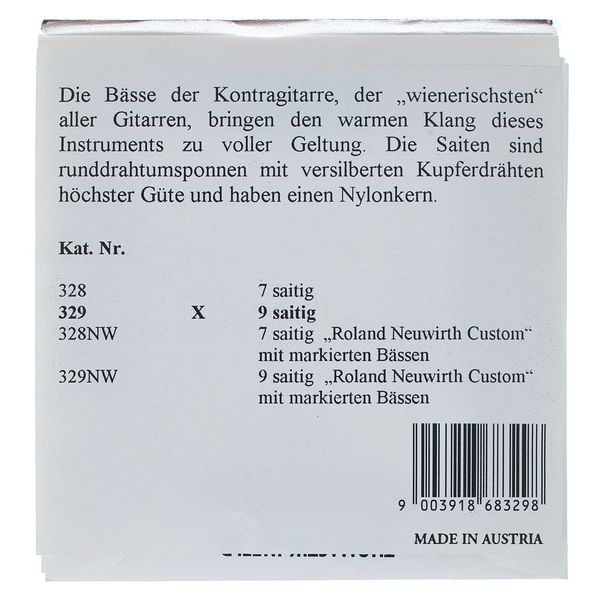 Die Bässe der Kontragitarre, der „wienerischsten“
aller Gitarren, bringen den warmen Klang dieses
Instruments zu voller Geltung. Die Saiten sind
runddrahtumsponnen mit versilberten Kupferdrähten
höchster Güte und haben einen Nylonkern.
Kat. Nr.
328 7 saitig
329 X 9 saitig
328NW 7 saitig „Roland Neuwirth Custom“
mit markierten Bässen
329NW 9 saitig „Roland Neuwirth Custom“
mit markierten Bässen
9 003918 683298
MADE IN AUSTRIA